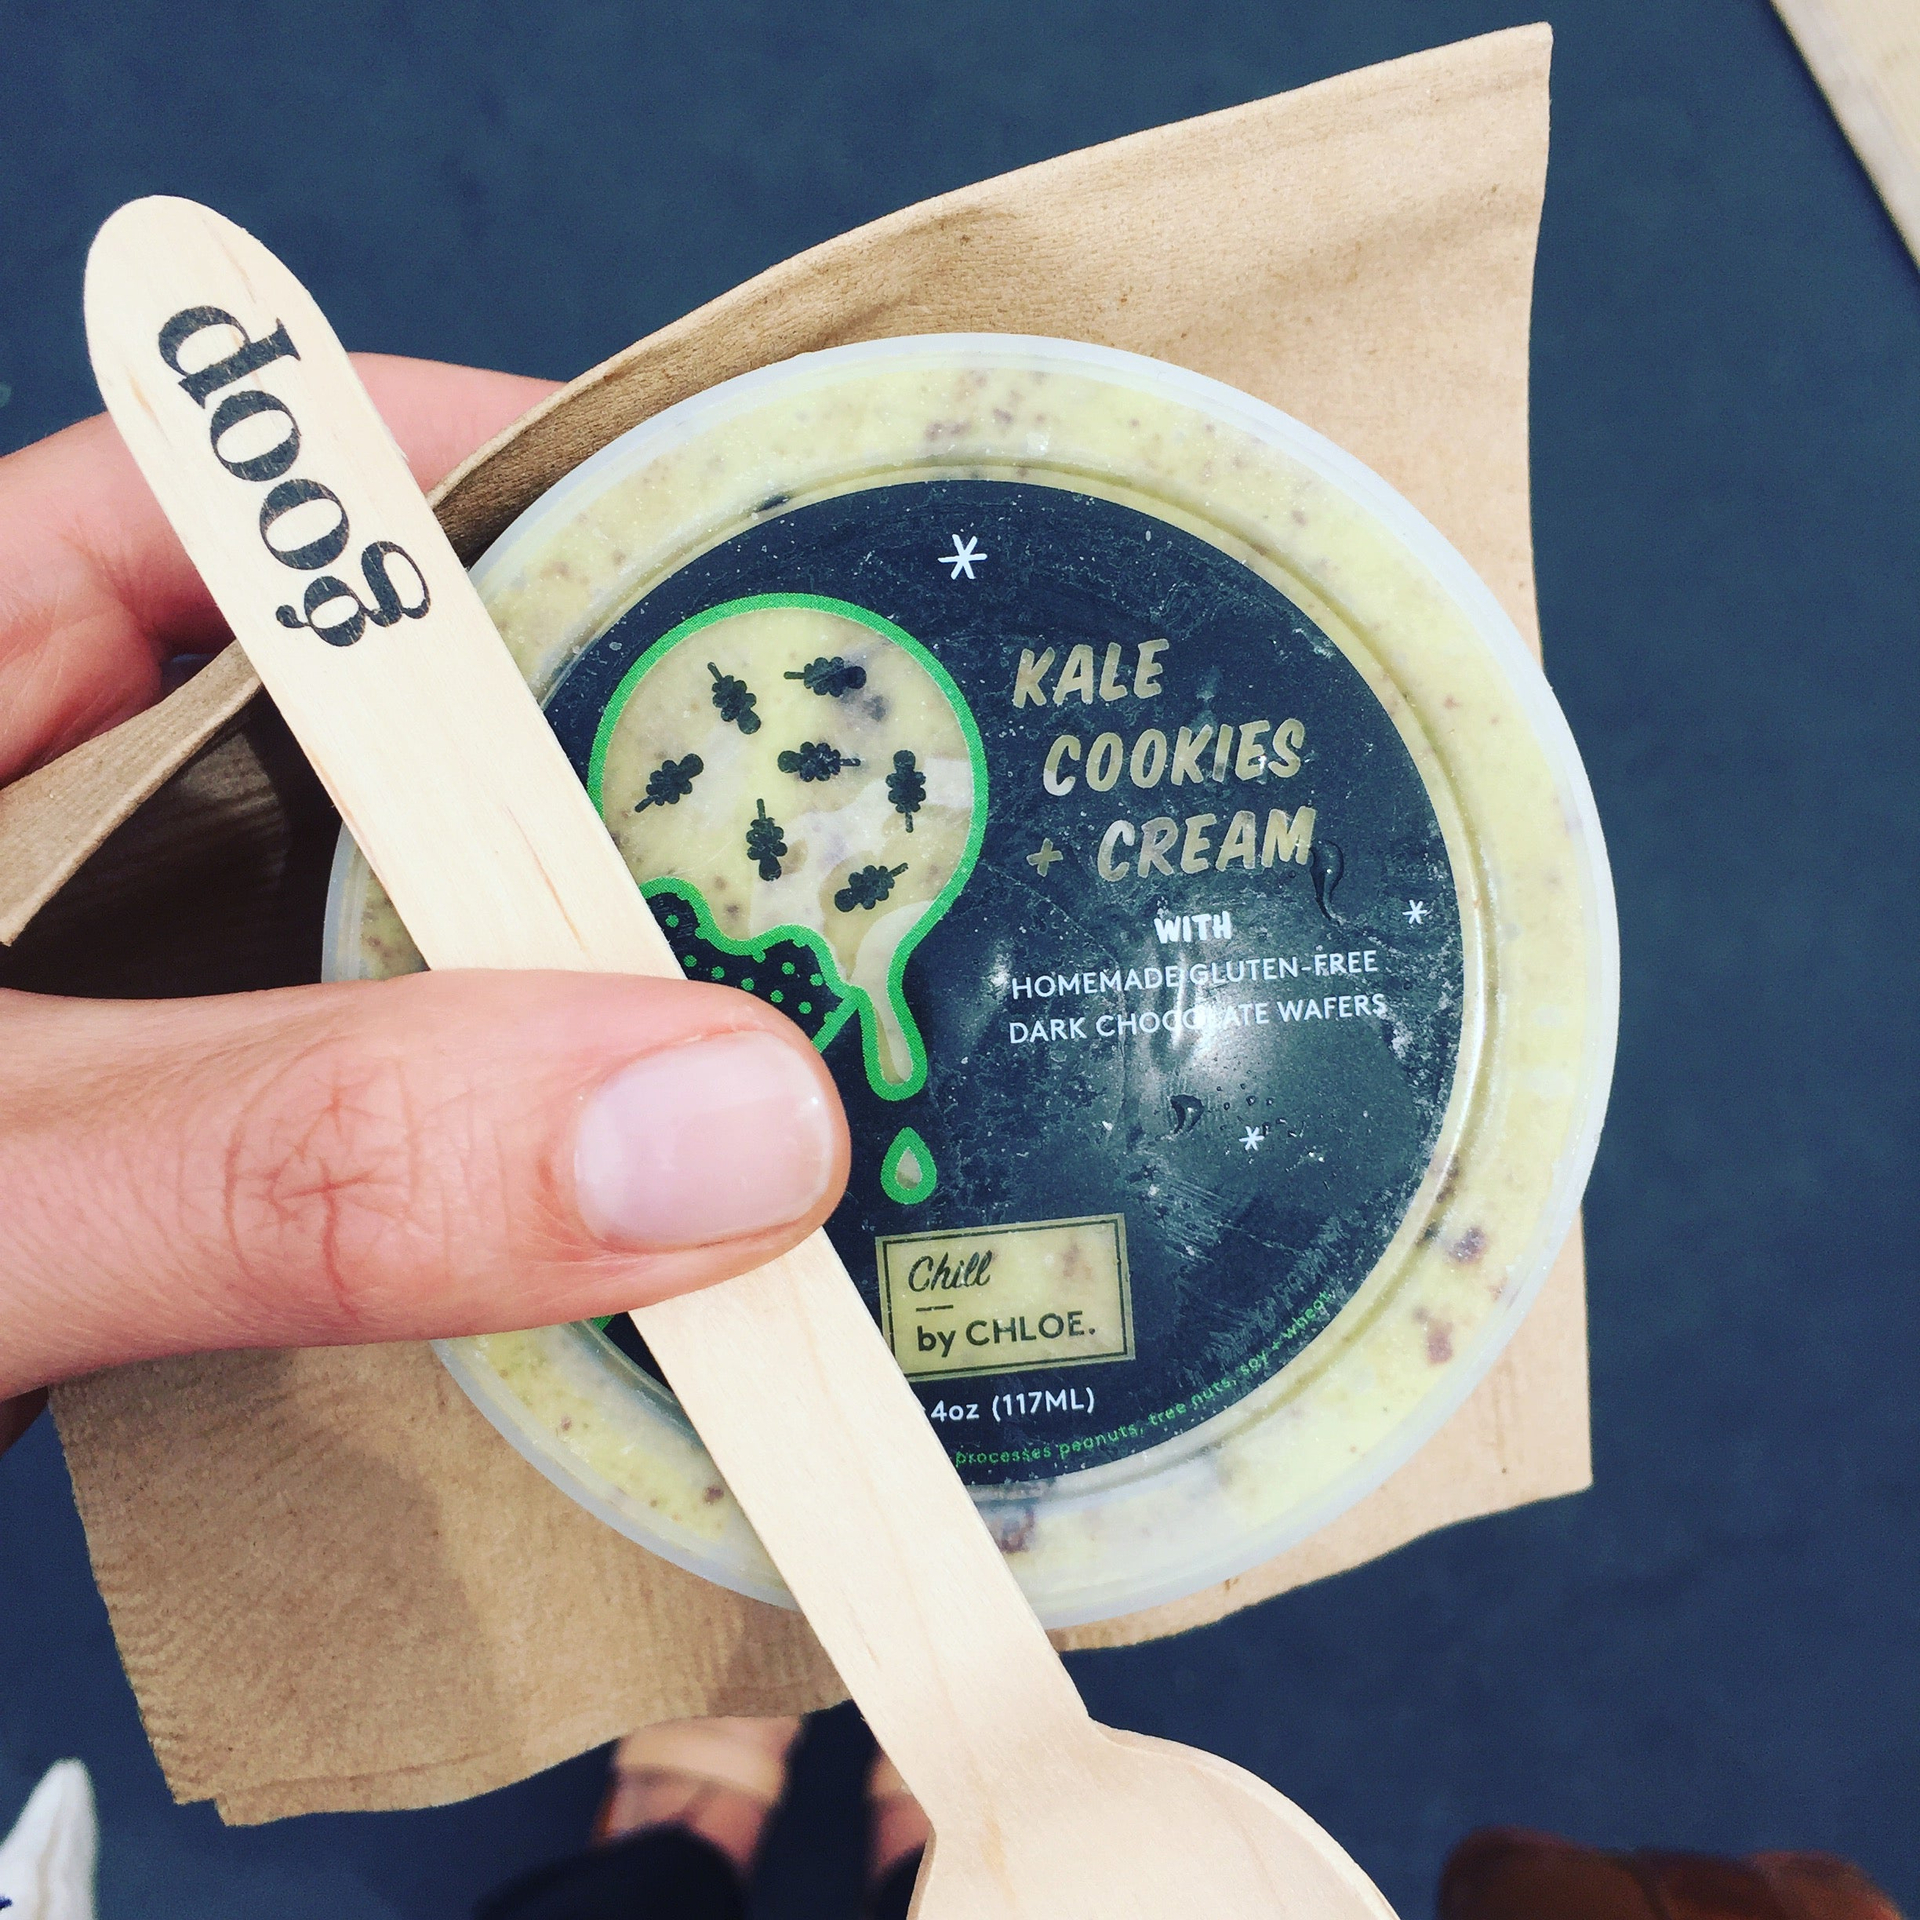 goop
KALE
COOKIES
+ CREAM
WITH
HOMEMADE GLUTEN-FREE
DARK CHOCOLATE WAFERS
Chill
by CHLOE.
4oz (117ML)
processes peanuts, tree nuts, soy + wheat.